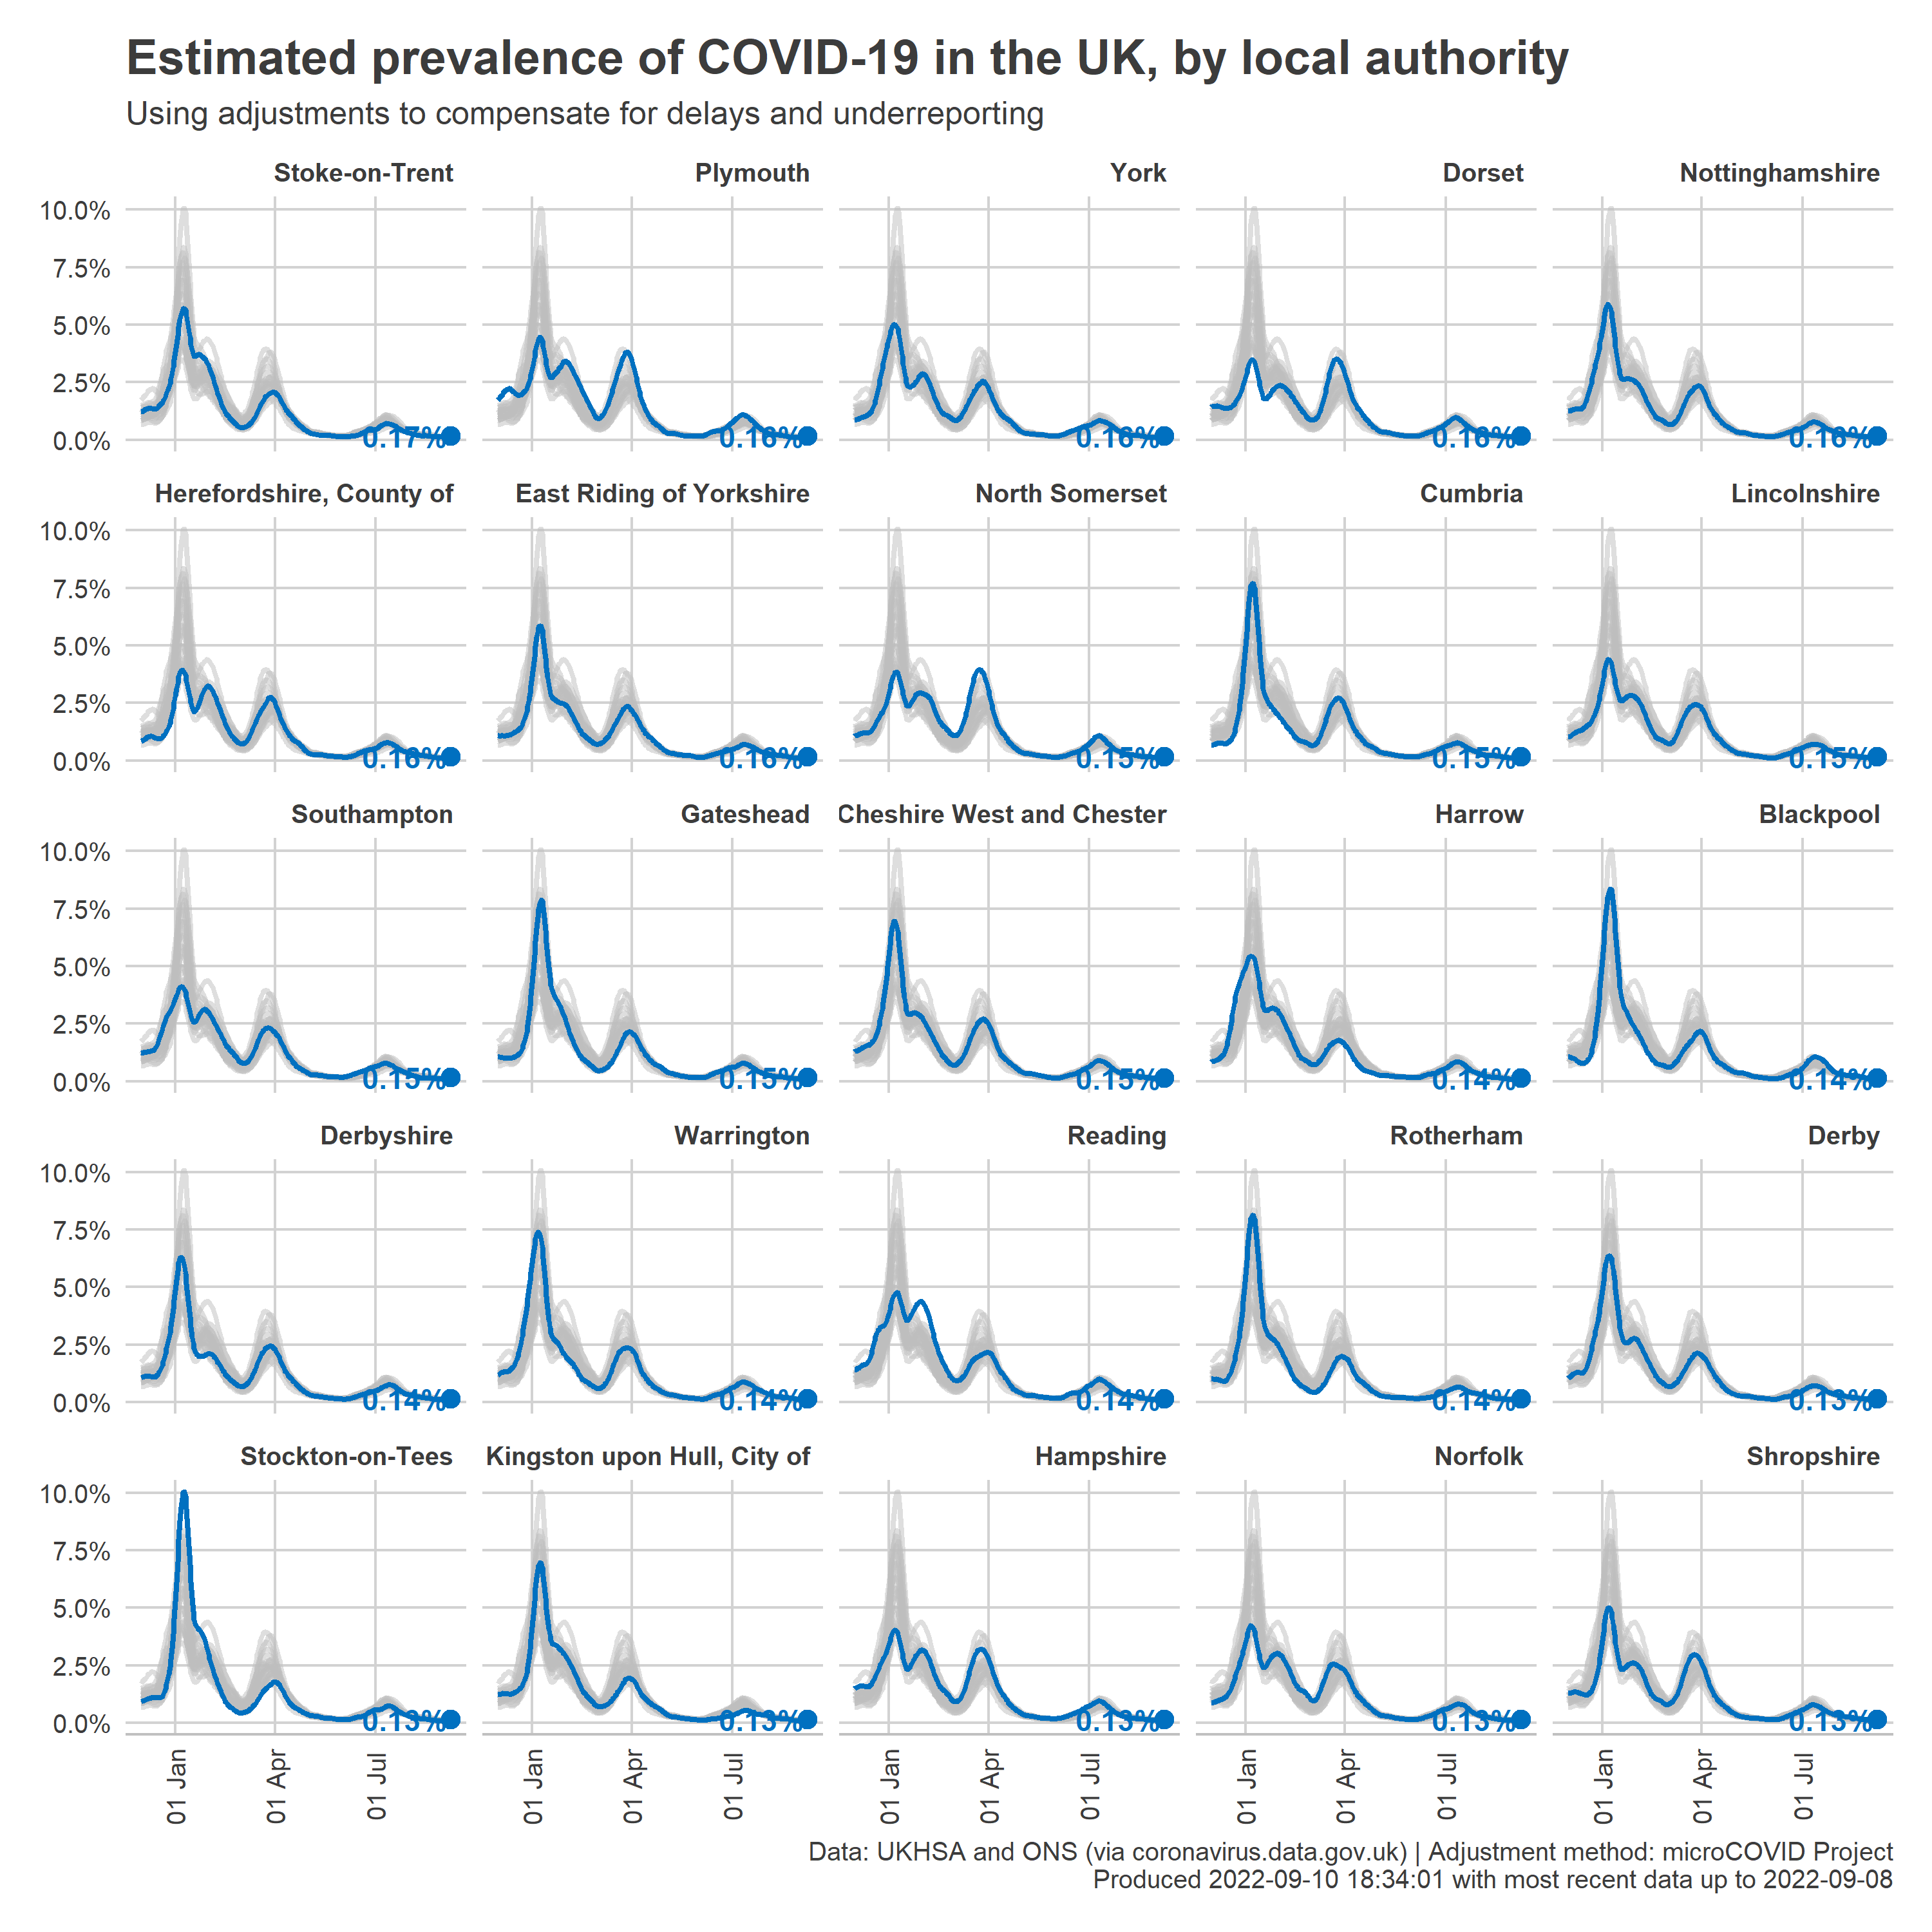 Estimated prevalence of COVID-19 in the UK, by local authority
Using adjustments to compensate for delays and underreporting
Stoke-on-Trent Plymouth York Dorset Nottinghamshire
10.0%
7.5%
5.0%
2.5%
0.0%
0.17% 0.16% 0.16% 0.16% 0.16%
Herefordshire, County of East Riding of Yorkshire North Somerset Cumbria Lincolnshire
10.0%
7.5%
5.0%
2.5%
0.0%
0.16% 0.16% 0.15% 0.15% 0.15%
Southampton Gateshead Cheshire West and Chester Harrow Blackpool
10.0%
7.5%
5.0%
2.5%
0.0%
0.15% 0.15% 0.15% 0.14% 0.14%
Derbyshire Warrington Reading Rotherham Derby
10.0%
7.5%
5.0%
2.5%
0.0%
0.14% 0.14% 0.14% 0.14% 0.13%
Stockton-on-Tees Kingston upon Hull, City of Hampshire Norfolk Shropshire
10.0%
7.5%
5.0%
2.5%
0.0%
0.13% 0.13% 0.13% 0.13% 0.13%
01 Jan 01 Apr 01 Jul 01 Jan 01 Apr 01 Jul 01 Jan 01 Apr 01 Jul 01 Jan 01 Apr 01 Jul 01 Jan 01 Apr 01 Jul
Data: UKHSA and ONS (via coronavirus.data.gov.uk) | Adjustment method: microCOVID Project
Produced 2022-09-10 18:34:01 with most recent data up to 2022-09-08